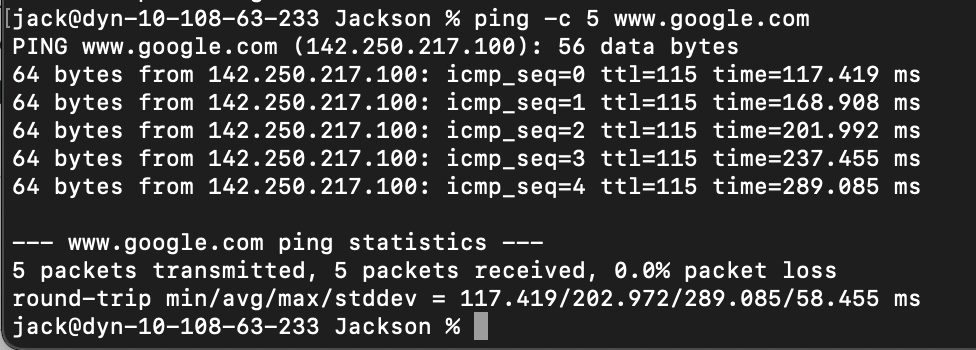 [jack@dyn-10-108-63-233 Jackson % ping -c 5 www.google.com
PING www.google.com (142.250.217.100): 56 data bytes
64 bytes from 142.250.217.100: icmp_seq=0 ttl=115 time=117.419 ms
64 bytes from 142.250.217.100: icmp_seq=1 ttl=115 time=168.908 ms
64 bytes from 142.250.217.100: icmp_seq=2 ttl=115 time=201.992 ms
64 bytes from 142.250.217.100: icmp_seq=3 ttl=115 time=237.455 ms
64 bytes from 142.250.217.100: icmp_seq=4 ttl=115 time=289.085 ms
--- www.google.com ping statistics ---
5 packets transmitted, 5 packets received, 0.0% packet loss
round-trip min/avg/max/stddev = 117.419/202.972/289.085/58.455 ms
jack@dyn-10-108-63-233 Jackson %